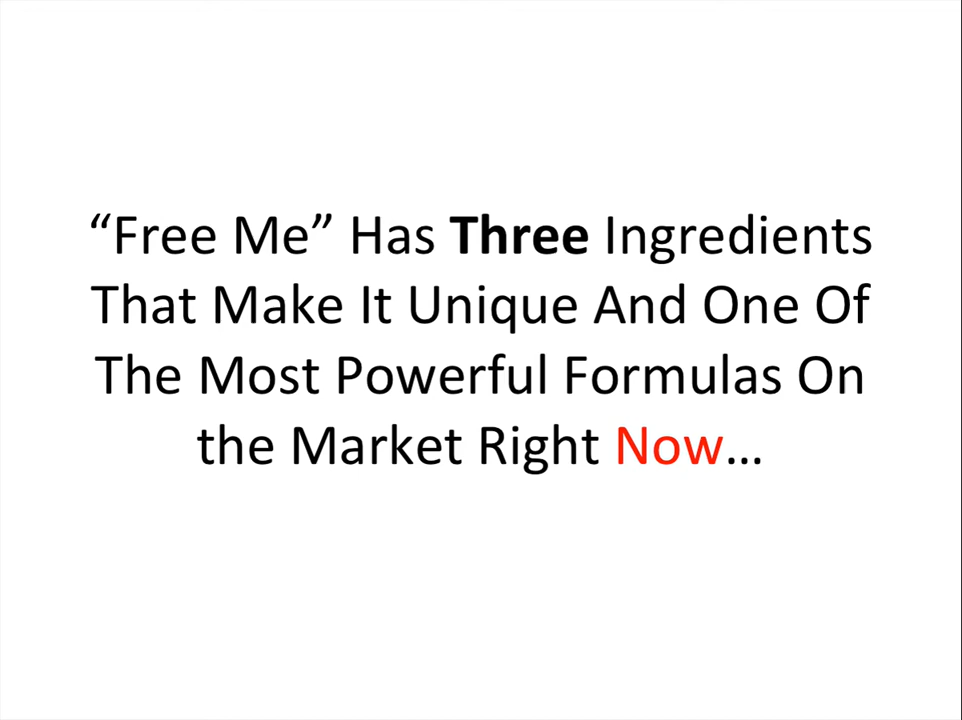 “Free Me” Has Three Ingredients
That Make It Unique And One Of
The Most Powerful Formulas On
the Market Right Now…